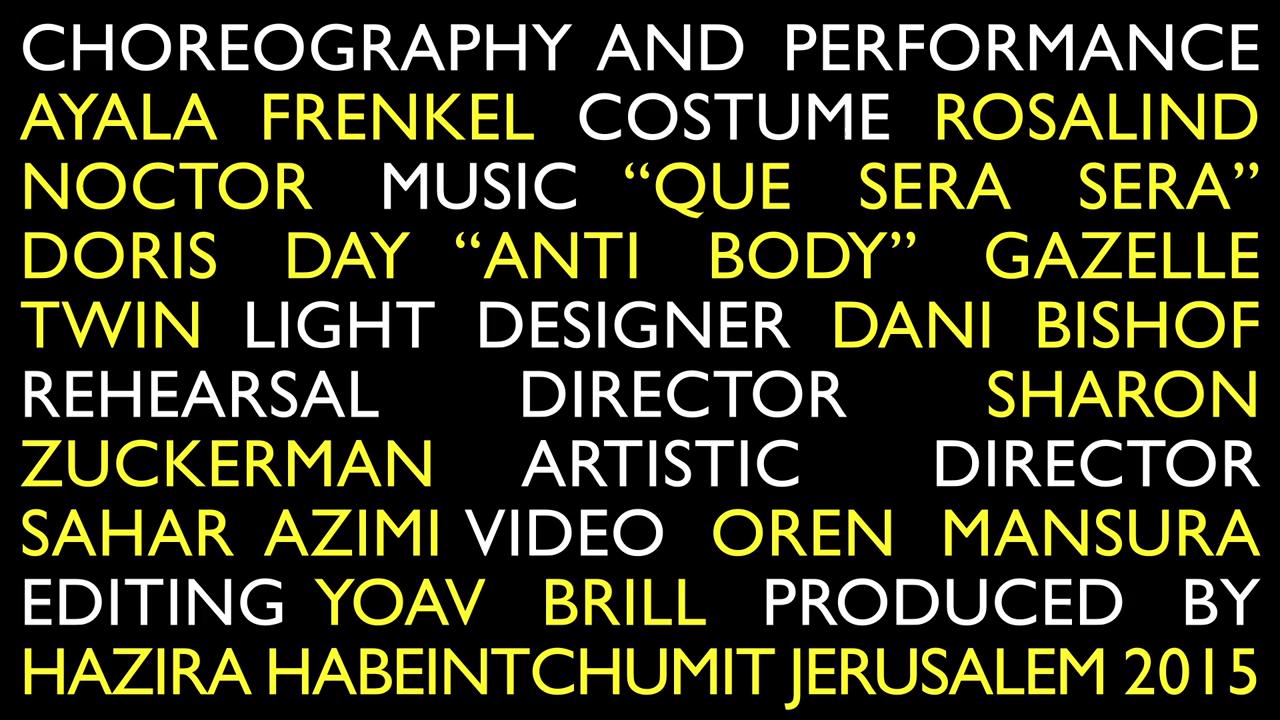 CHOREOGRAPHY AND PERFORMANCE
AYALA FRENKEL COSTUME ROSALIND
NOCTOR MUSIC “QUE SERA SERA”
DORIS DAY “ANTI BODY” GAZELLE
TWIN LIGHT DESIGNER DANI BISHOF
REHEARSAL DIRECTOR SHARON
ZUCKERMAN ARTISTIC DIRECTOR
SAHAR AZIMI VIDEO OREN MANSURA
EDITING YOAV BRILL PRODUCED BY
HAZIRA HABEINTCHUMIT JERUSALEM 2015